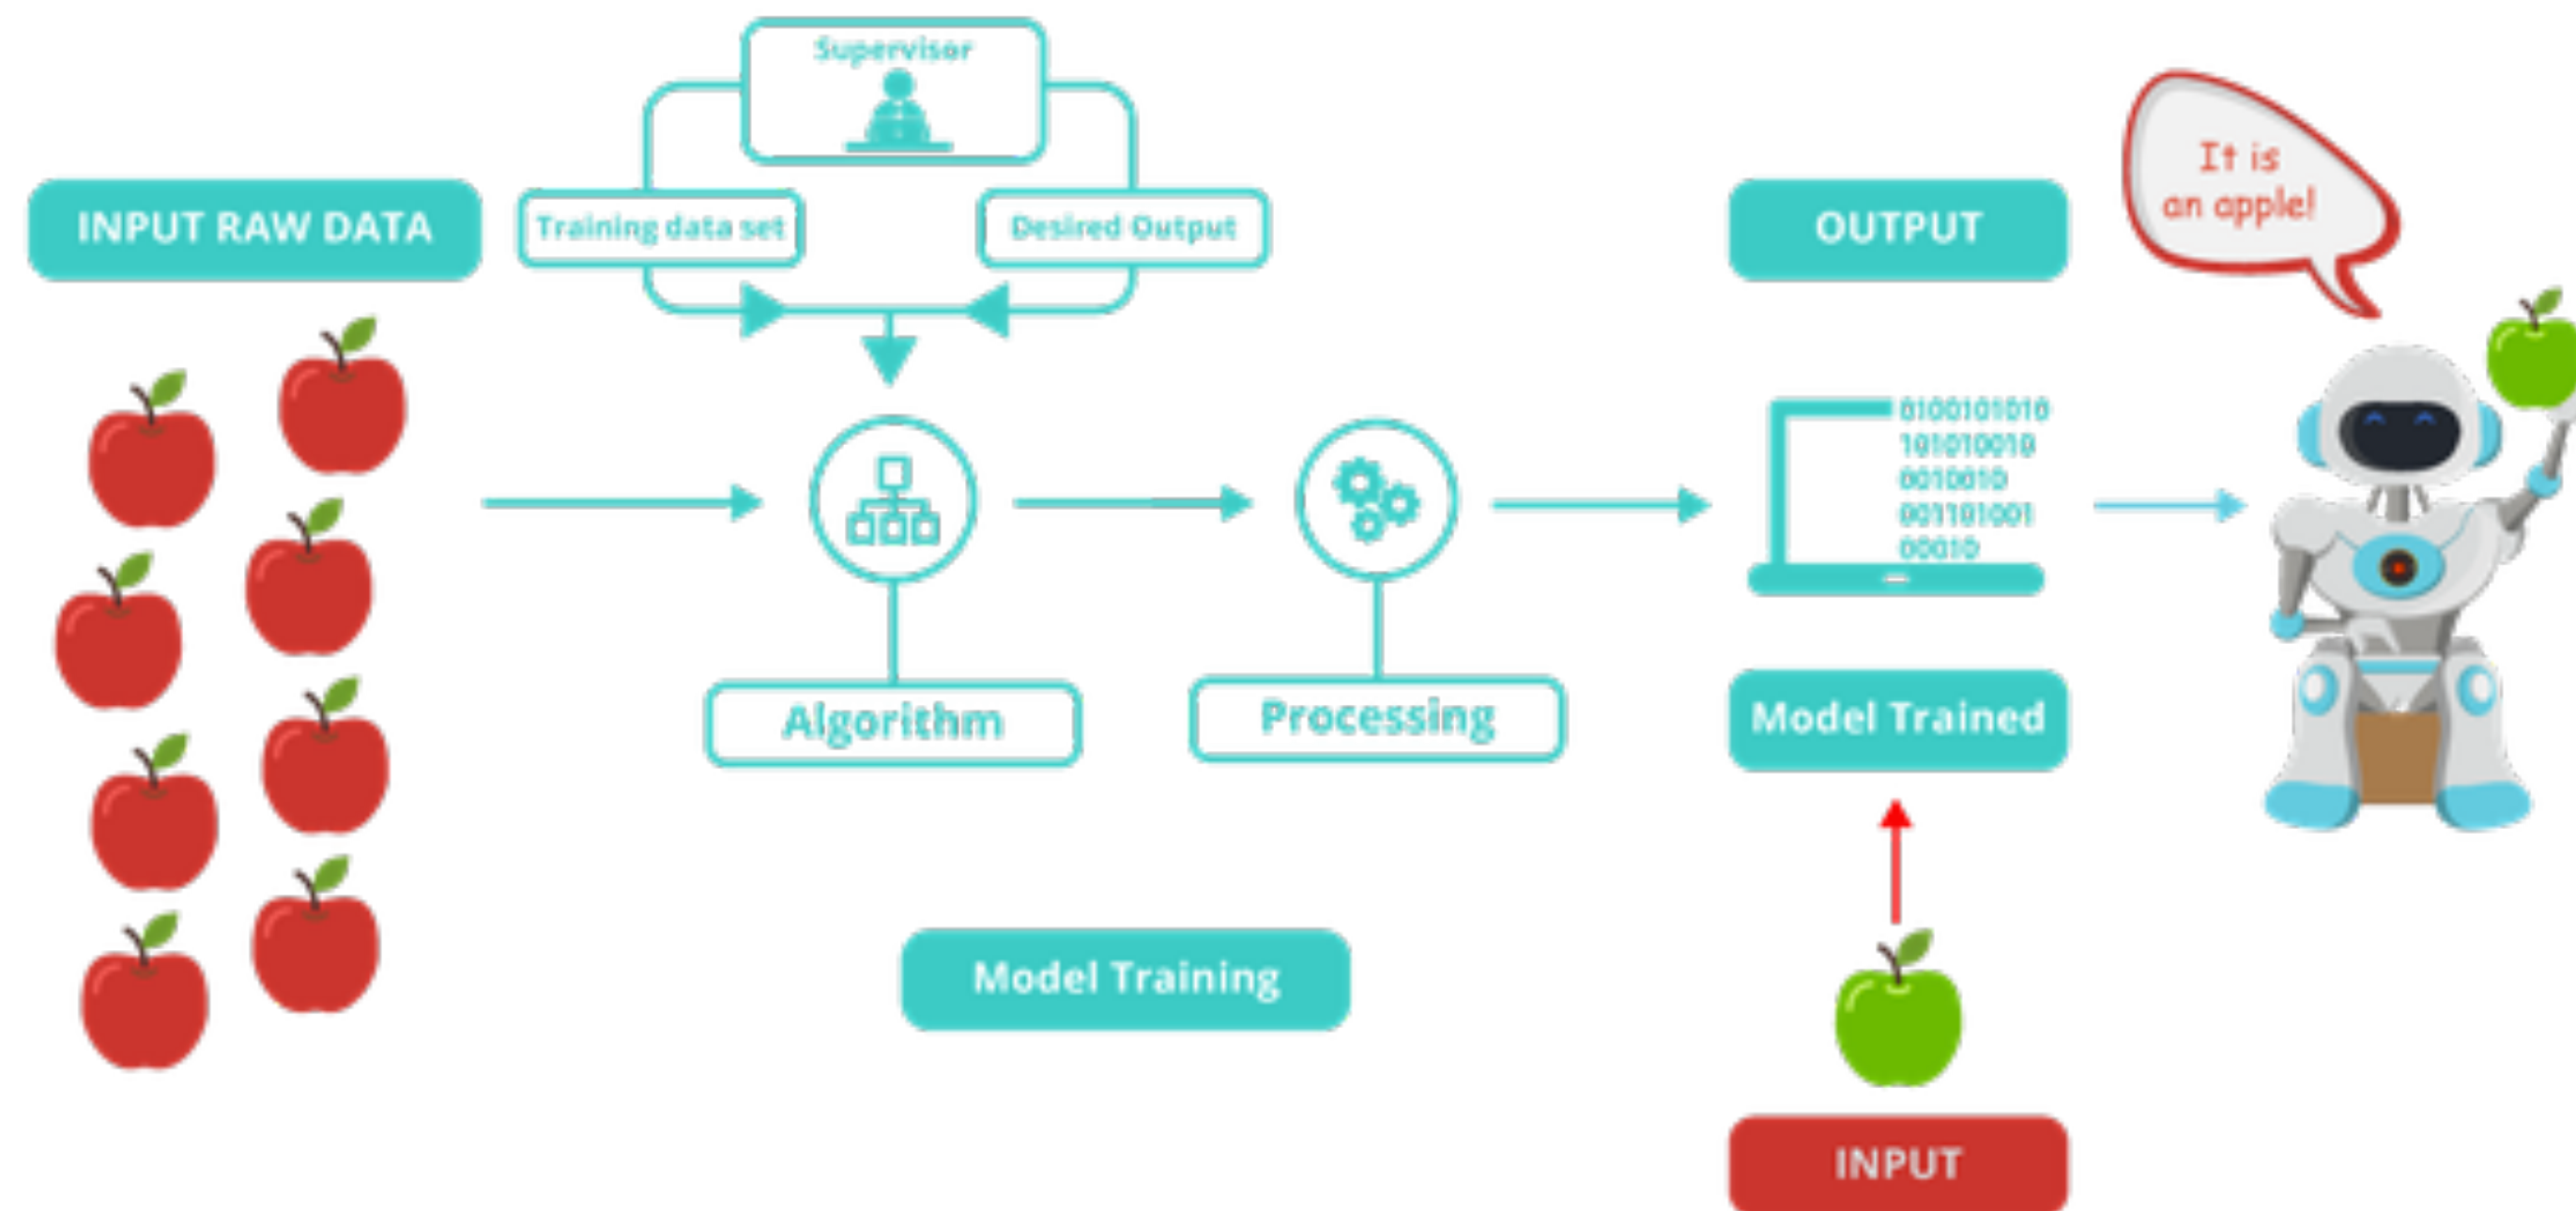 Supervisor
INPUT RAW DATA
Training data set
Desired Output
OUTPUT
It is
an apple!
0100101010
101010010
0010010
001101001
00010
Algorithm
Processing
Model Trained
Model Training
INPUT